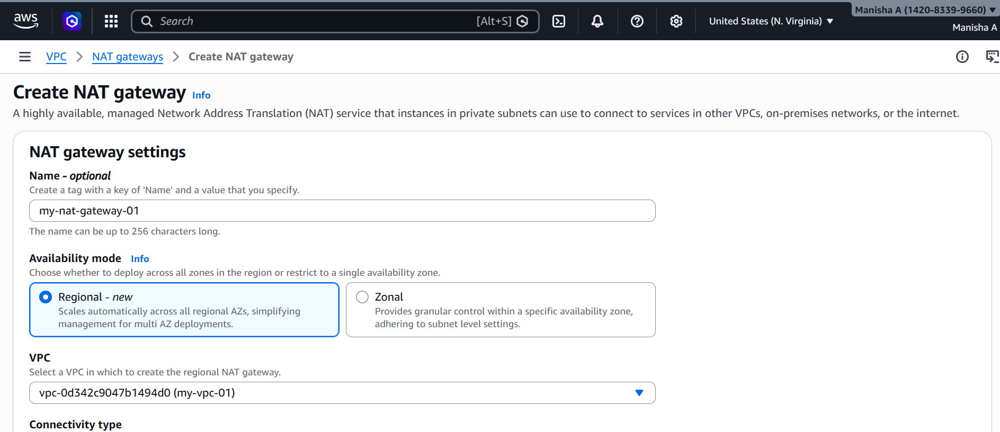 aws
Search
[Alt+S]
United States (N. Virginia)
Manisha A (1420-8339-9660)
Manisha A
VPC
NAT gateways
Create NAT gateway
Create NAT gateway Info
A highly available, managed Network Address Translation (NAT) service that instances in private subnets can use to connect to services in other VPCs, on-premises networks, or the internet.
NAT gateway settings
Name - optional
Create a tag with a key of 'Name' and a value that you specify.
my-nat-gateway-01
The name can be up to 256 characters long.
Availability mode Info
Choose whether to deploy across all zones in the region or restrict to a single availability zone.
Regional - new
Scales automatically across all regional AZs, simplifying
management for multi AZ deployments.
Zonal
Provides granular control within a specific availability zone,
adhering to subnet level settings.
VPC
Select a VPC in which to create the regional NAT gateway.
vpc-0d342c9047b1494d0 (my-vpc-01)
Connectivity type